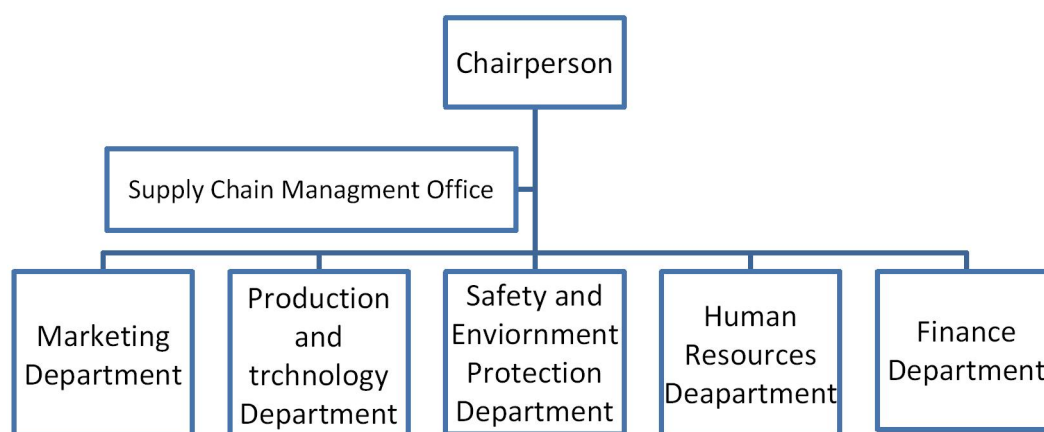 Chairperson
Supply Chain Managment Office
Marketing
Department
Production
and
trchnology
Department
Safety and
Enviornment
Protection
Department
Human
Resources
Deapartment
Finance
Department